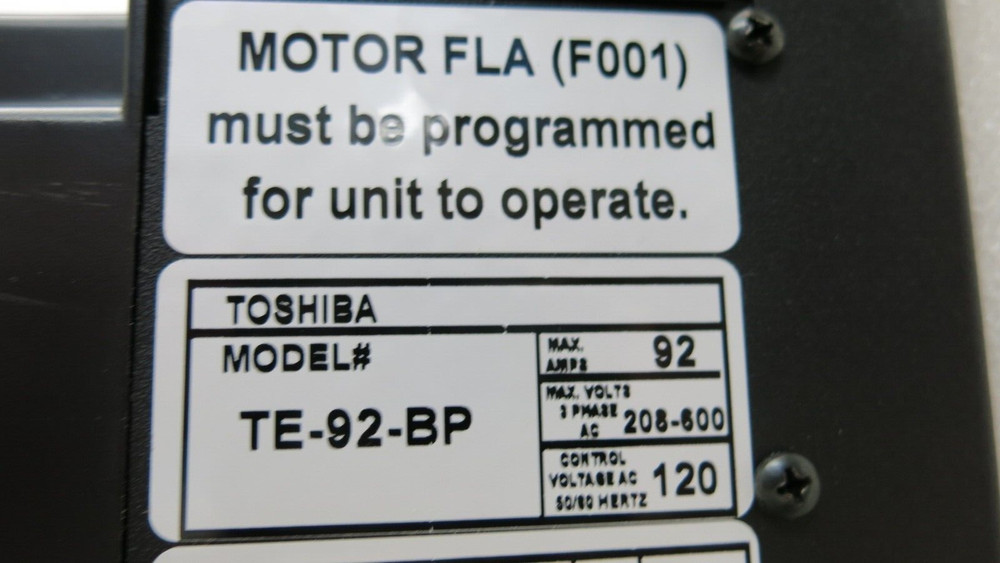 MOTOR FLA (F001)
must be programmed
for unit to operate.
TOSHIBA
MODEL#
TE-92-BP
MAX.
AMPS
92
MAX. VOLTS
3 PHASE
AC
208-600
CONTROL
VOLTAGE AC
50/60 HERTZ
120